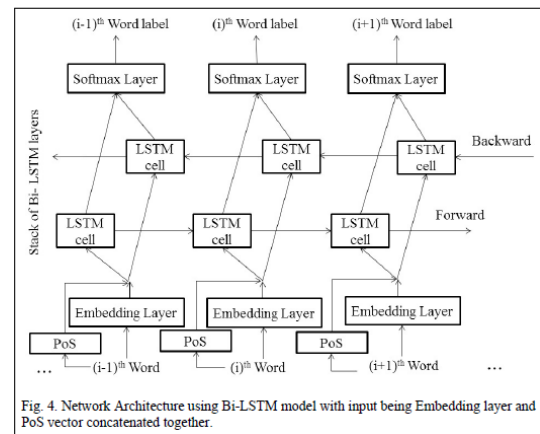 (i-1)th Word label (i)th Word label (i+1)th Word label
Softmax Layer Softmax Layer Softmax Layer
Stack of Bi- LSTM layers
LSTM cell LSTM cell LSTM cell Backward
LSTM cell LSTM cell LSTM cell Forward
Embedding Layer Embedding Layer Embedding Layer
PoS PoS PoS
... (i-1)th Word (i)th Word (i+1)th Word ...
Fig. 4. Network Architecture using Bi-LSTM model with input being Embedding layer and
PoS vector concatenated together.